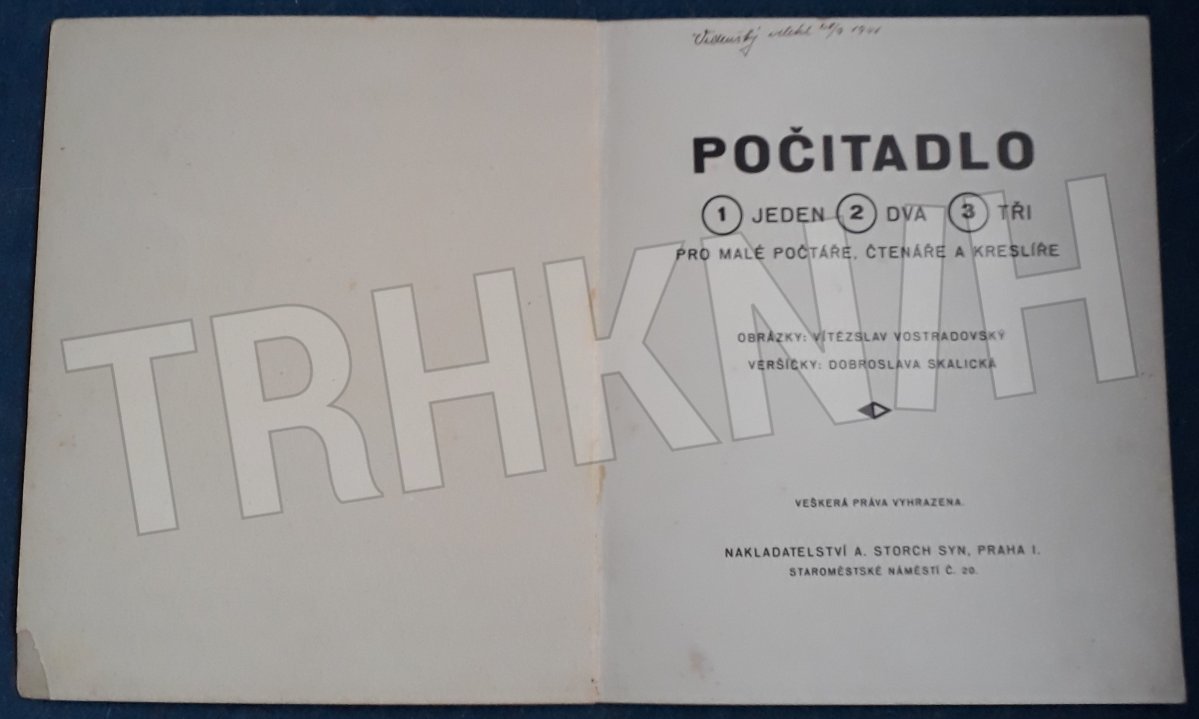 1941
POČITADLO
1 JEDEN 2 DVA 3 TŘI
PRO MALÉ POČTÁŘE, ČTENÁŘE A KRESLÍŘE
OBRÁZKY: VÍTĚZSLAV VOSTRADOVSKÝ
VERŠÍČKY: DOBROSLAVA SKALICKÁ
VEŠKERÁ PRÁVA VYHRAZENA.
NAKLADATELSTVÍ A. STORCH SYN, PRAHA I.
STAROMĚSTSKÉ NÁMĚSTÍ Č. 20.
TRHKNIH